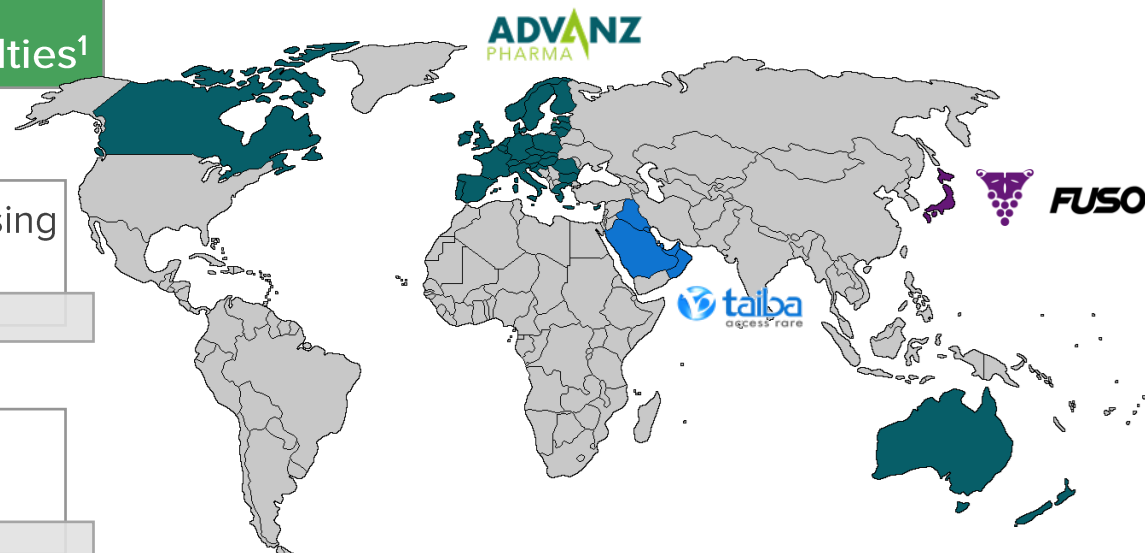 lties¹
ADVANZ
PHARMA
sing
FUSO
taiba
access rare